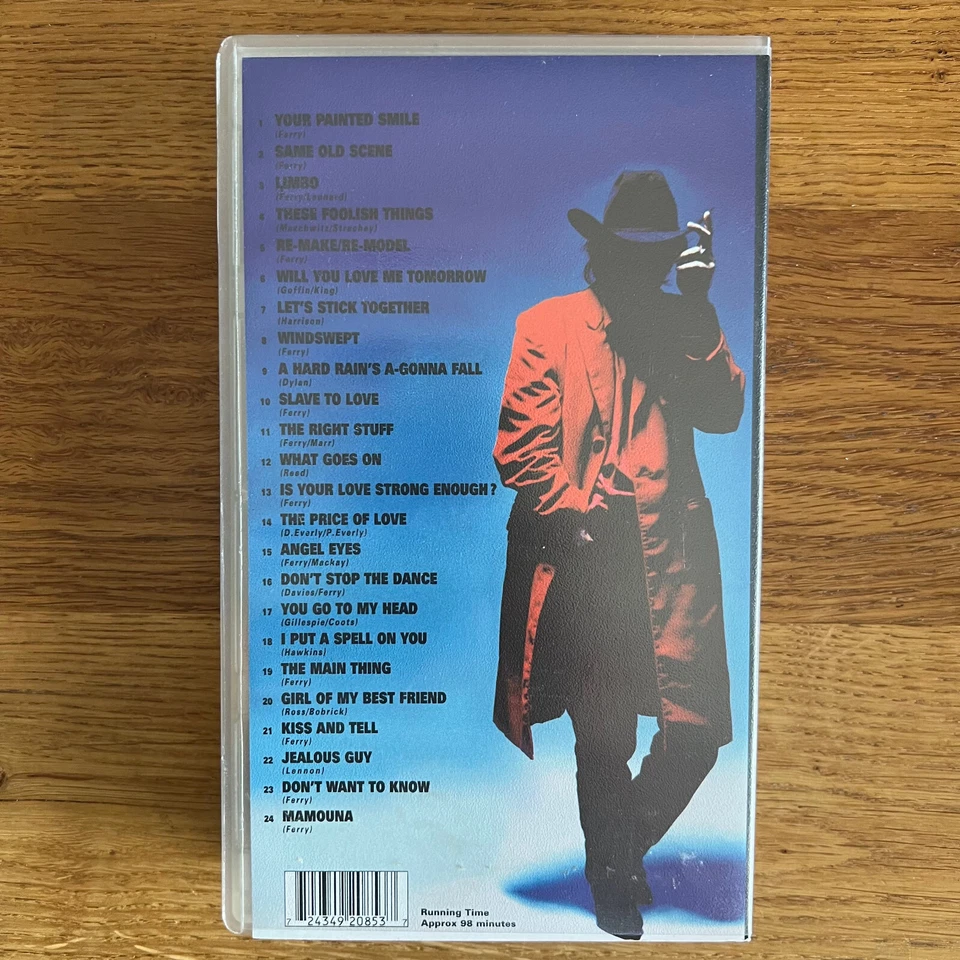 1 YOUR PAINTED SMILE
(Ferry)
2 SAME OLD SCENE
(Ferry)
3 LIMBO
(Ferry/Leonard)
4 THESE FOOLISH THINGS
(Maschwitz/Strachey)
5 RE-MAKE/RE-MODEL
(Ferry)
6 WILL YOU LOVE ME TOMORROW
(Goffin/King)
7 LET'S STICK TOGETHER
(Harrison)
8 WINDSWEPT
(Ferry)
9 A HARD RAIN'S A-GONNA FALL
(Dylan)
10 SLAVE TO LOVE
(Ferry)
11 THE RIGHT STUFF
(Ferry/Marr)
12 WHAT GOES ON
(Reed)
13 IS YOUR LOVE STRONG ENOUGH?
(Ferry)
14 THE PRICE OF LOVE
(D.Everly/P.Everly)
15 ANGEL EYES
(Ferry/Mackay)
16 DON'T STOP THE DANCE
(Davies/Ferry)
17 YOU GO TO MY HEAD
(Gillespie/Coots)
18 I PUT A SPELL ON YOU
(Hawkins)
19 THE MAIN THING
(Ferry)
20 GIRL OF MY BEST FRIEND
(Ross/Bobrick)
21 KISS AND TELL
(Ferry)
22 JEALOUS GUY
(Lennon)
23 DON'T WANT TO KNOW
(Ferry)
24 MAMOUNA
(Ferry)
7 24349 20853 7
Running Time
Approx 98 minutes